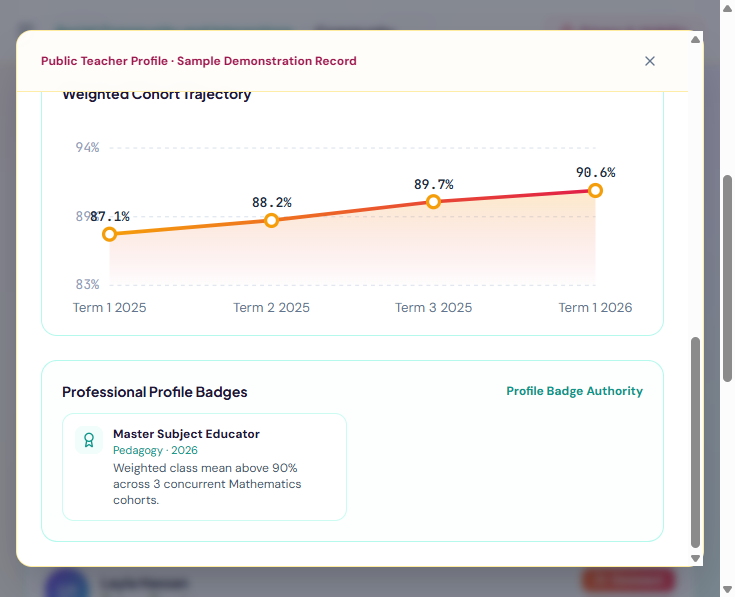 Public Teacher Profile · Sample Demonstration Record
Weighted Cohort Trajectory
94%
90.6%
89.7%
88.2%
87.1%
83%
Term 1 2025
Term 2 2025
Term 3 2025
Term 1 2026
Professional Profile Badges
Profile Badge Authority
Master Subject Educator
Pedagogy · 2026
Weighted class mean above 90%
across 3 concurrent Mathematics
cohorts.